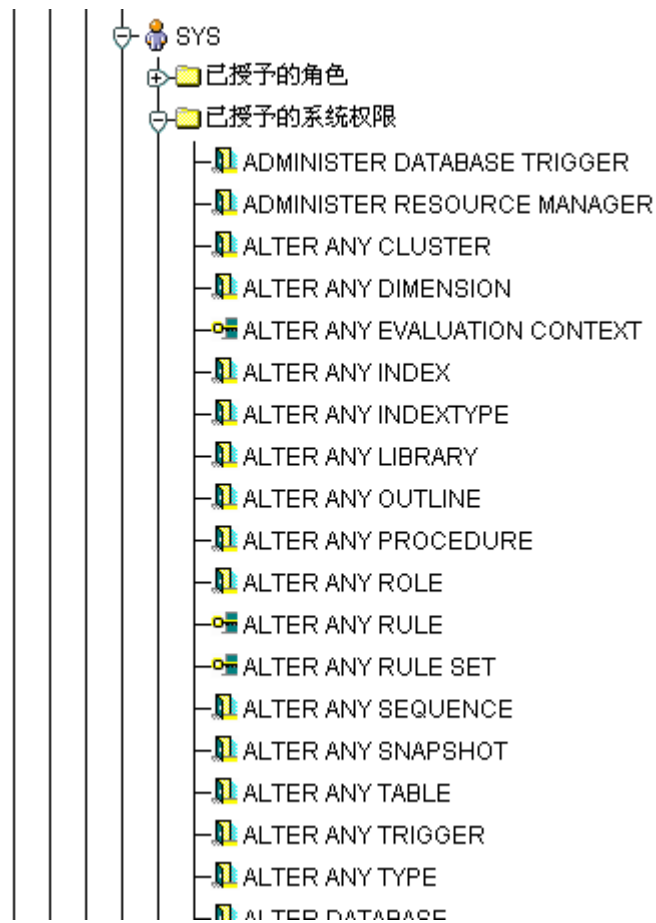 SYS
已授予的角色
已授予的系统权限
ADMINISTER DATABASE TRIGGER
ADMINISTER RESOURCE MANAGER
ALTER ANY CLUSTER
ALTER ANY DIMENSION
ALTER ANY EVALUATION CONTEXT
ALTER ANY INDEX
ALTER ANY INDEXTYPE
ALTER ANY LIBRARY
ALTER ANY OUTLINE
ALTER ANY PROCEDURE
ALTER ANY ROLE
ALTER ANY RULE
ALTER ANY RULE SET
ALTER ANY SEQUENCE
ALTER ANY SNAPSHOT
ALTER ANY TABLE
ALTER ANY TRIGGER
ALTER ANY TYPE
ALTER DATABASE